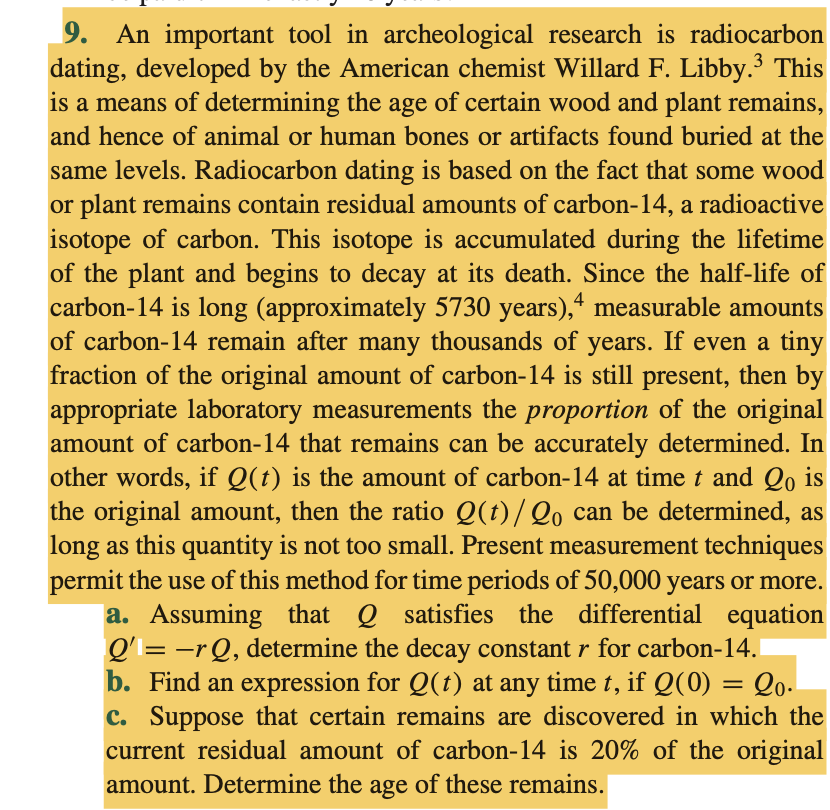 9. An important tool in archeological research is radiocarbon
dating, developed by the American chemist Willard F. Libby.³ This
is a means of determining the age of certain wood and plant remains,
and hence of animal or human bones or artifacts found buried at the
same levels. Radiocarbon dating is based on the fact that some wood
or plant remains contain residual amounts of carbon-14, a radioactive
isotope of carbon. This isotope is accumulated during the lifetime
of the plant and begins to decay at its death. Since the half-life of
carbon-14 is long (approximately 5730 years),⁴ measurable amounts
of carbon-14 remain after many thousands of years. If even a tiny
fraction of the original amount of carbon-14 is still present, then by
appropriate laboratory measurements the proportion of the original
amount of carbon-14 that remains can be accurately determined. In
other words, if Q(t) is the amount of carbon-14 at time t and Q₀ is
the original amount, then the ratio Q(t)/Q₀ can be determined, as
long as this quantity is not too small. Present measurement techniques
permit the use of this method for time periods of 50,000 years or more.
a. Assuming that Q satisfies the differential equation
Q′ = −rQ, determine the decay constant r for carbon-14.
b. Find an expression for Q(t) at any time t, if Q(0) = Q₀.
c. Suppose that certain remains are discovered in which the
current residual amount of carbon-14 is 20% of the original
amount. Determine the age of these remains.